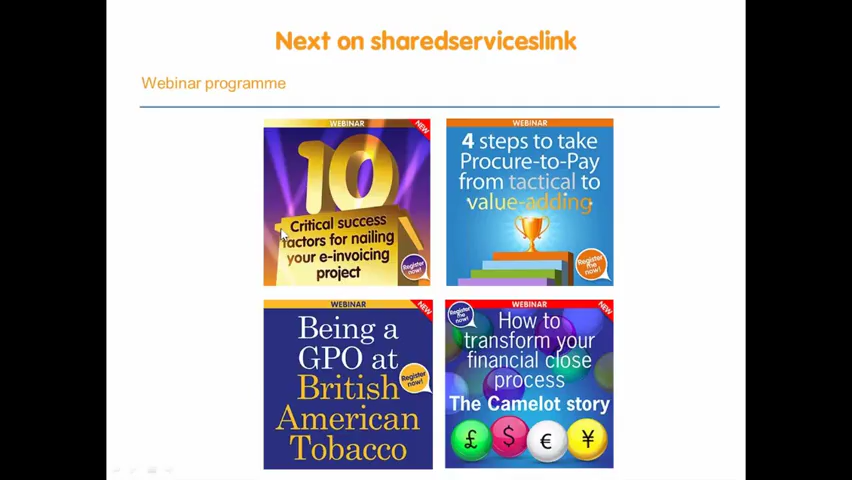 Next on sharedserviceslink
Webinar programme
WEBINAR
NEW
10
Critical success
factors for nailing
your e-invoicing
project
Register
now!
WEBINAR
4 steps to take
Procure-to-Pay
from tactical to
value-adding
Register
me
now!
WEBINAR
NEW
Being a
GPO at
British
American
Tobacco
Register
now!
WEBINAR
NEW
Register
me
now!
How to
transform your
financial close
process
The Camelot story
£ $ € ¥